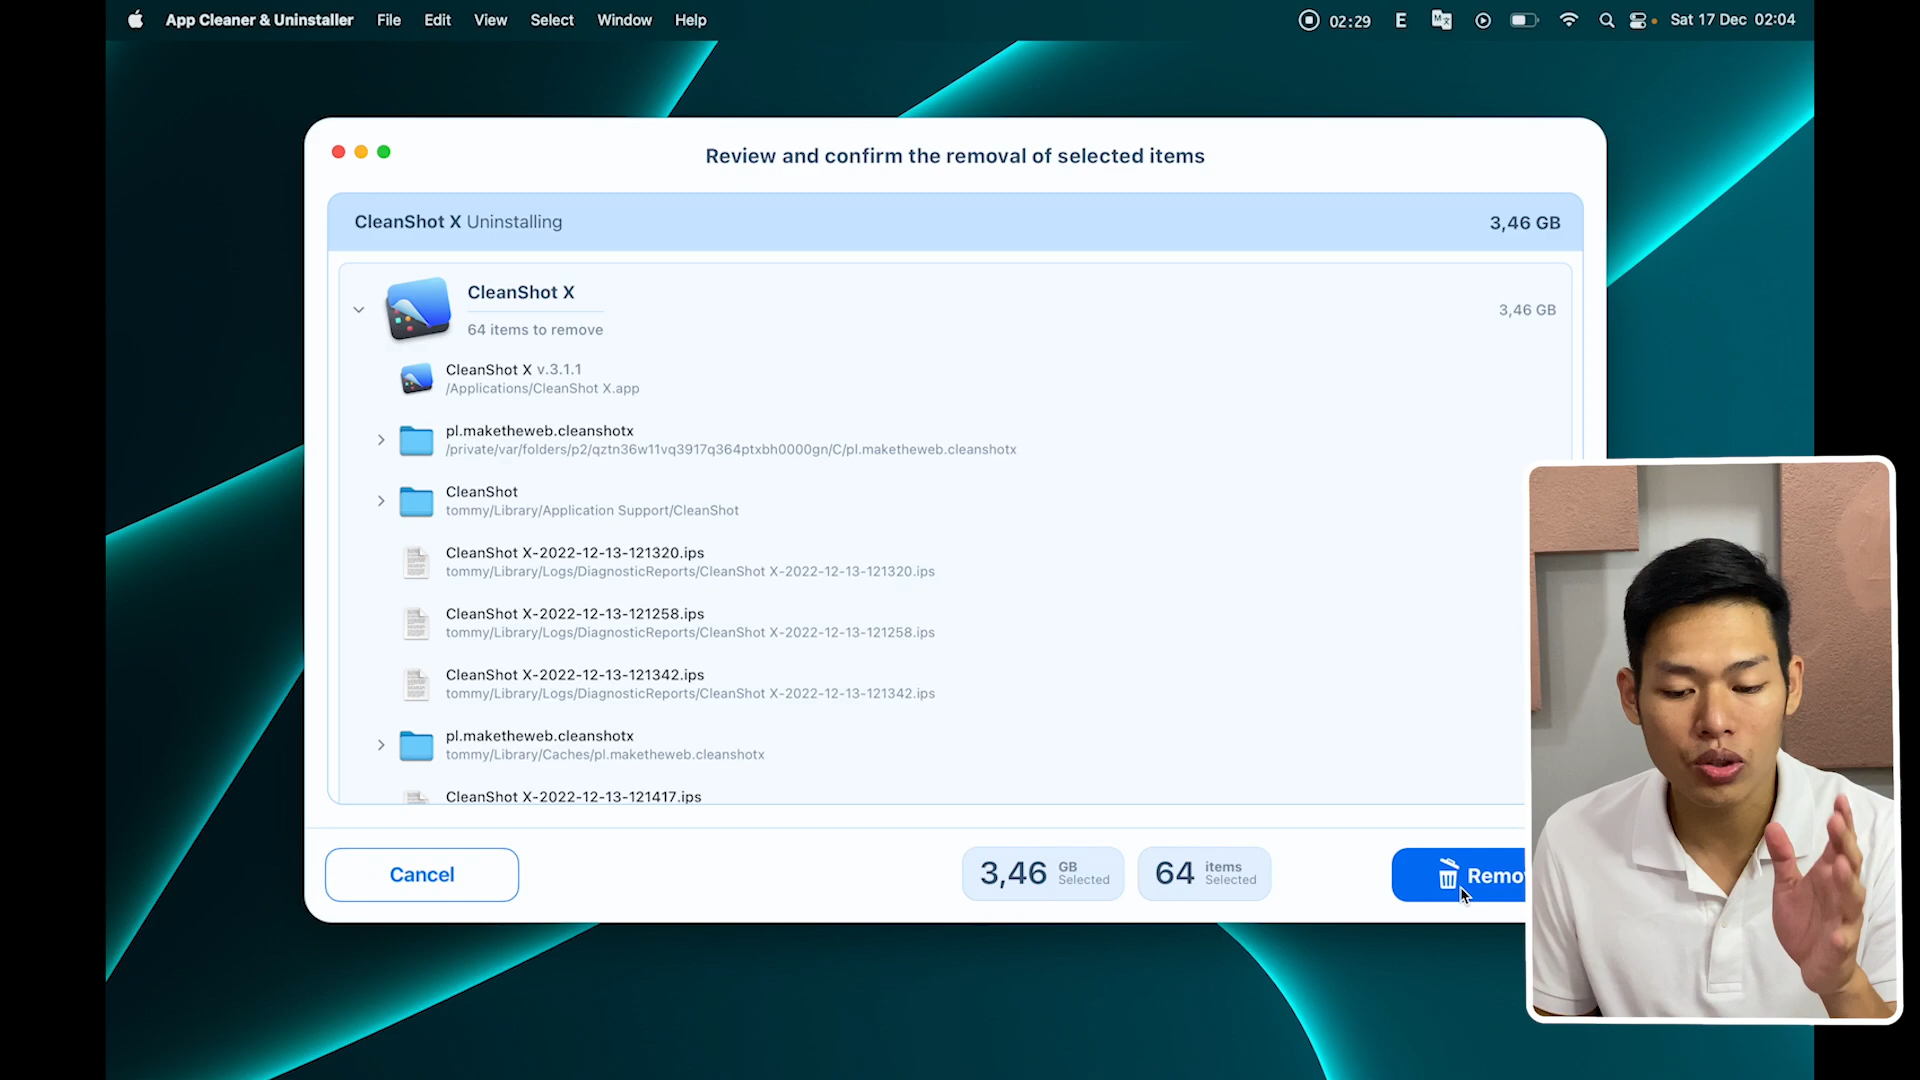 App Cleaner & Uninstaller File Edit View Select Window Help
02:29 E Sat 17 Dec 02:04
Review and confirm the removal of selected items
CleanShot X Uninstalling 3,46 GB
CleanShot X
64 items to remove
3,46 GB
CleanShot X v.3.1.1
/Applications/CleanShot X.app
pl.maketheweb.cleanshotx
/private/var/folders/p2/qztn36w11vq3917q364ptxbh0000gn/C/pl.maketheweb.cleanshotx
CleanShot
tommy/Library/Application Support/CleanShot
CleanShot X-2022-12-13-121320.ips
tommy/Library/Logs/DiagnosticReports/CleanShot X-2022-12-13-121320.ips
CleanShot X-2022-12-13-121258.ips
tommy/Library/Logs/DiagnosticReports/CleanShot X-2022-12-13-121258.ips
CleanShot X-2022-12-13-121342.ips
tommy/Library/Logs/DiagnosticReports/CleanShot X-2022-12-13-121342.ips
pl.maketheweb.cleanshotx
tommy/Library/Caches/pl.maketheweb.cleanshotx
CleanShot X-2022-12-13-121417.ips
Cancel
3,46 GB Selected
64 items Selected
Remo